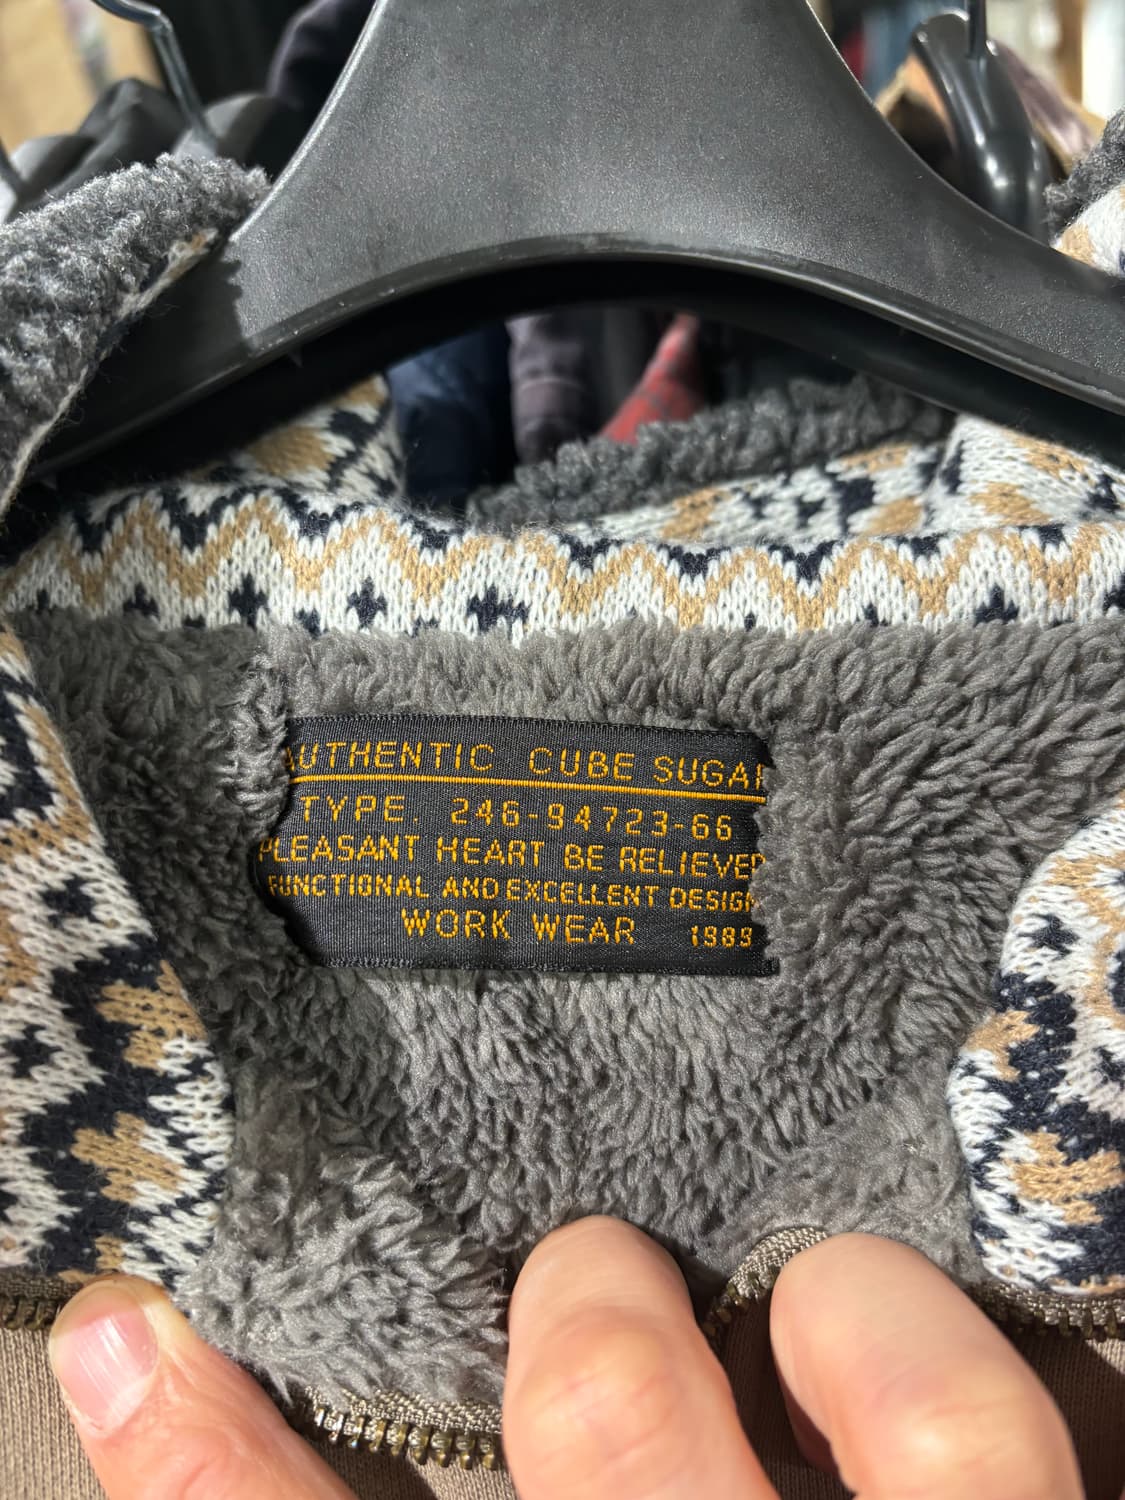 AUTHENTIC CUBE SUGAR
TYPE. 246-94723-66
PLEASANT HEART BE RELIEVED
FUNCTIONAL AND EXCELLENT DESIGN
WORK WEAR 1989